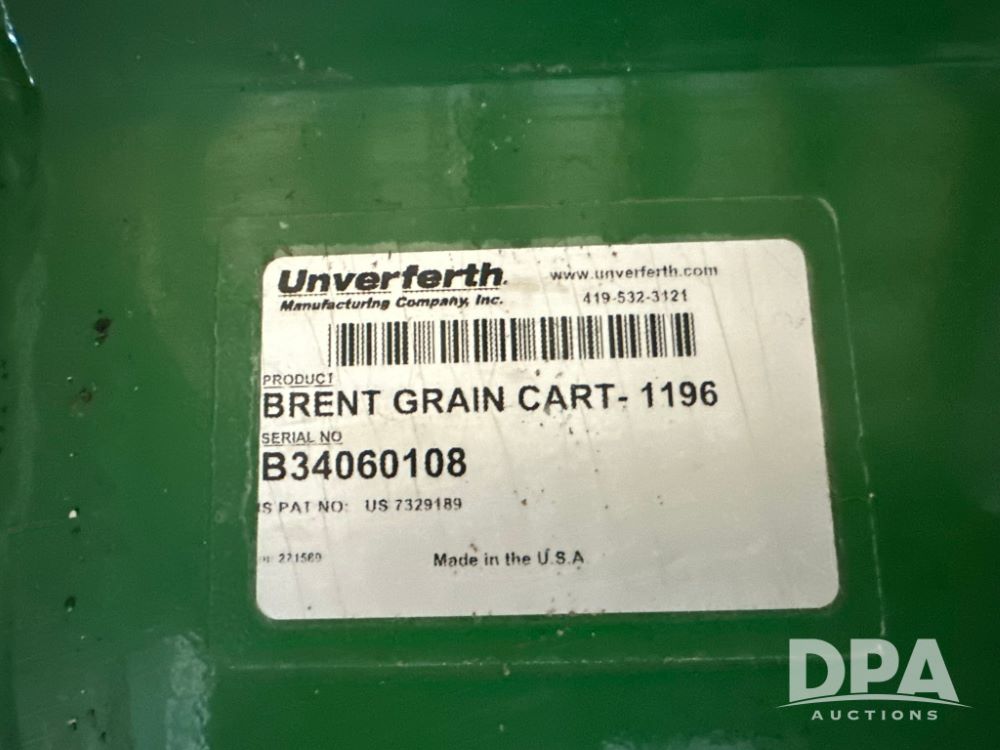 Unverferth
www.unverferth.com
Manufacturing Company, Inc.
419-532-3121
PRODUCT
BRENT GRAIN CART- 1196
SERIAL NO
B34060108
S PAT NO: US 7329189
221580
Made in the U.S.A
DPA
AUCTIONS